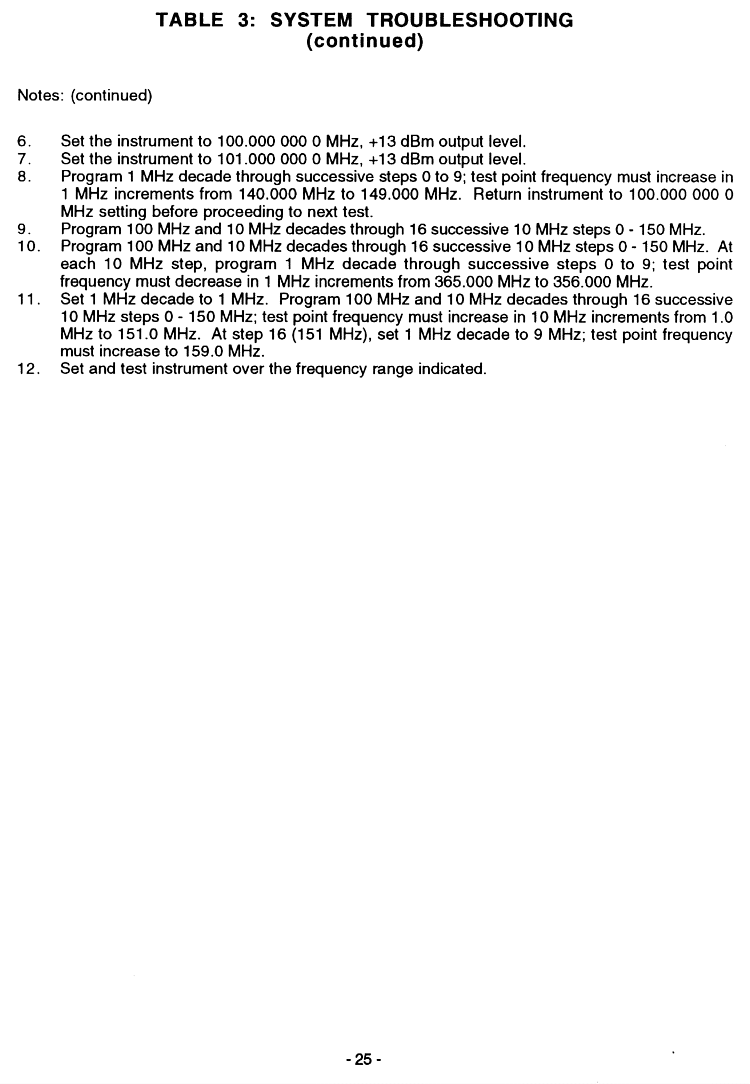 TABLE 3: SYSTEM TROUBLESHOOTING
(continued)
Notes: (continued)
6. Set the instrument to 100.000 000 0 MHz, +13 dBm output level.
7. Set the instrument to 101.000 000 0 MHz, +13 dBm output level.
8. Program 1 MHz decade through successive steps 0 to 9; test point frequency must increase in
1 MHz increments from 140.000 MHz to 149.000 MHz. Return instrument to 100.000 000 0
MHz setting before proceeding to next test.
9. Program 100 MHz and 10 MHz decades through 16 successive 10 MHz steps 0 - 150 MHz.
10. Program 100 MHz and 10 MHz decades through 16 successive 10 MHz steps 0 - 150 MHz. At
each 10 MHz step, program 1 MHz decade through successive steps 0 to 9; test point
frequency must decrease in 1 MHz increments from 365.000 MHz to 356.000 MHz.
11. Set 1 MHz decade to 1 MHz. Program 100 MHz and 10 MHz decades through 16 successive
10 MHz steps 0 - 150 MHz; test point frequency must increase in 10 MHz increments from 1.0
MHz to 151.0 MHz. At step 16 (151 MHz), set 1 MHz decade to 9 MHz; test point frequency
must increase to 159.0 MHz.
12. Set and test instrument over the frequency range indicated.
- 25 -